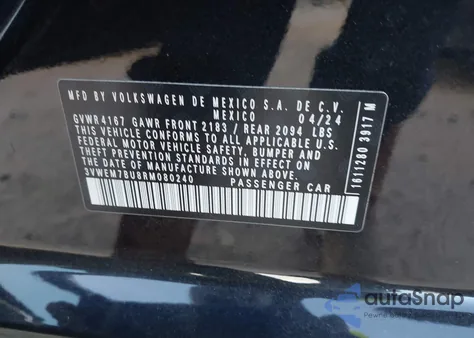 MFD BY VOLKSWAGEN DE MEXICO S.A. DE C.V.
MEXICO 04/24
GVWR4167 GAWR FRONT 2183 / REAR 2094 LBS
THIS VEHICLE CONFORMS TO ALL APPLICABLE
FEDERAL MOTOR VEHICLE SAFETY, BUMPER AND
THEFT PREVENTION STANDARDS IN EFFECT ON
THE DATE OF MANUFACTURE SHOWN ABOVE.
3VWEM7BU8RM080240 PASSENGER CAR
1611280 3917 M
autoSnap